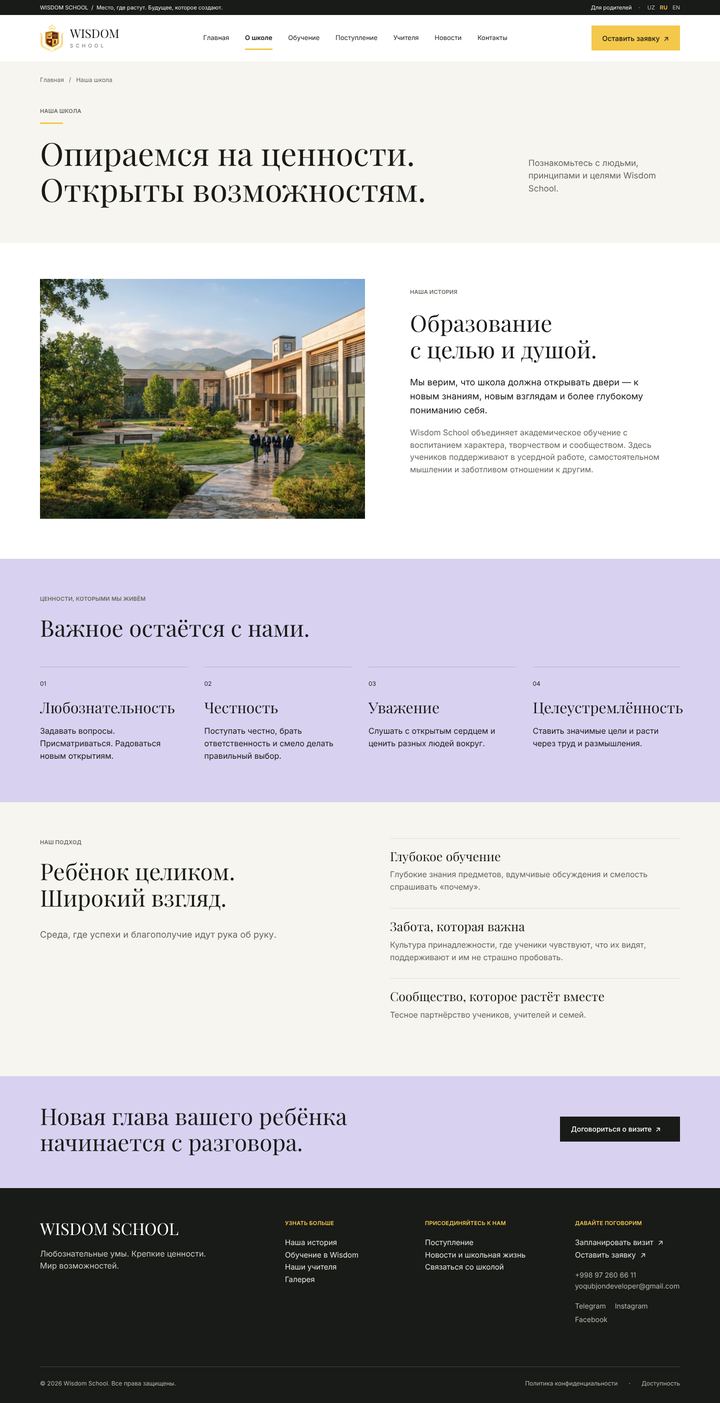 WISDOM SCHOOL / Место, где растут. Будущее, которое создают.
Для родителей · UZ RU EN
WISDOM
SCHOOL
Главная О школе Обучение Поступление Учителя Новости Контакты
Оставить заявку ↗
Главная / Наша школа
НАША ШКОЛА
Опираемся на ценности.
Открыты возможностям.
Познакомьтесь с людьми,
принципами и целями Wisdom
School.
НАША ИСТОРИЯ
Образование
с целью и душой.
Мы верим, что школа должна открывать двери — к
новым знаниям, новым взглядам и более глубокому
пониманию себя.
Wisdom School объединяет академическое обучение с
воспитанием характера, творчеством и сообществом. Здесь
учеников поддерживают в усердной работе, самостоятельном
мышлении и заботливом отношении к другим.
ЦЕННОСТИ, КОТОРЫМИ МЫ ЖИВЁМ
Важное остаётся с нами.
01
Любознательность
Задавать вопросы.
Присматриваться. Радоваться
новым открытиям.
02
Честность
Поступать честно, брать
ответственность и смело делать
правильный выбор.
03
Уважение
Слушать с открытым сердцем и
ценить разных людей вокруг.
04
Целеустремлённость
Ставить значимые цели и расти
через труд и размышления.
НАШ ПОДХОД
Ребёнок целиком.
Широкий взгляд.
Среда, где успехи и благополучие идут рука об руку.
Глубокое обучение
Глубокие знания предметов, вдумчивые обсуждения и смелость
спрашивать «почему».
Забота, которая важна
Культура принадлежности, где ученики чувствуют, что их видят,
поддерживают и им не страшно пробовать.
Сообщество, которое растёт вместе
Тесное партнёрство учеников, учителей и семей.
Новая глава вашего ребёнка
начинается с разговора.
Договориться о визите ↗
WISDOM SCHOOL
Любознательные умы. Крепкие ценности.
Мир возможностей.
УЗНАТЬ БОЛЬШЕ
Наша история
Обучение в Wisdom
Наши учителя
Галерея
ПРИСОЕДИНЯЙТЕСЬ К НАМ
Поступление
Новости и школьная жизнь
Связаться со школой
ДАВАЙТЕ ПОГОВОРИМ
Запланировать визит ↗
Оставить заявку ↗
+998 97 260 66 11
yoqubjondeveloper@gmail.com
Telegram Instagram
Facebook
© 2026 Wisdom School. Все права защищены.
Политика конфиденциальности · Доступность